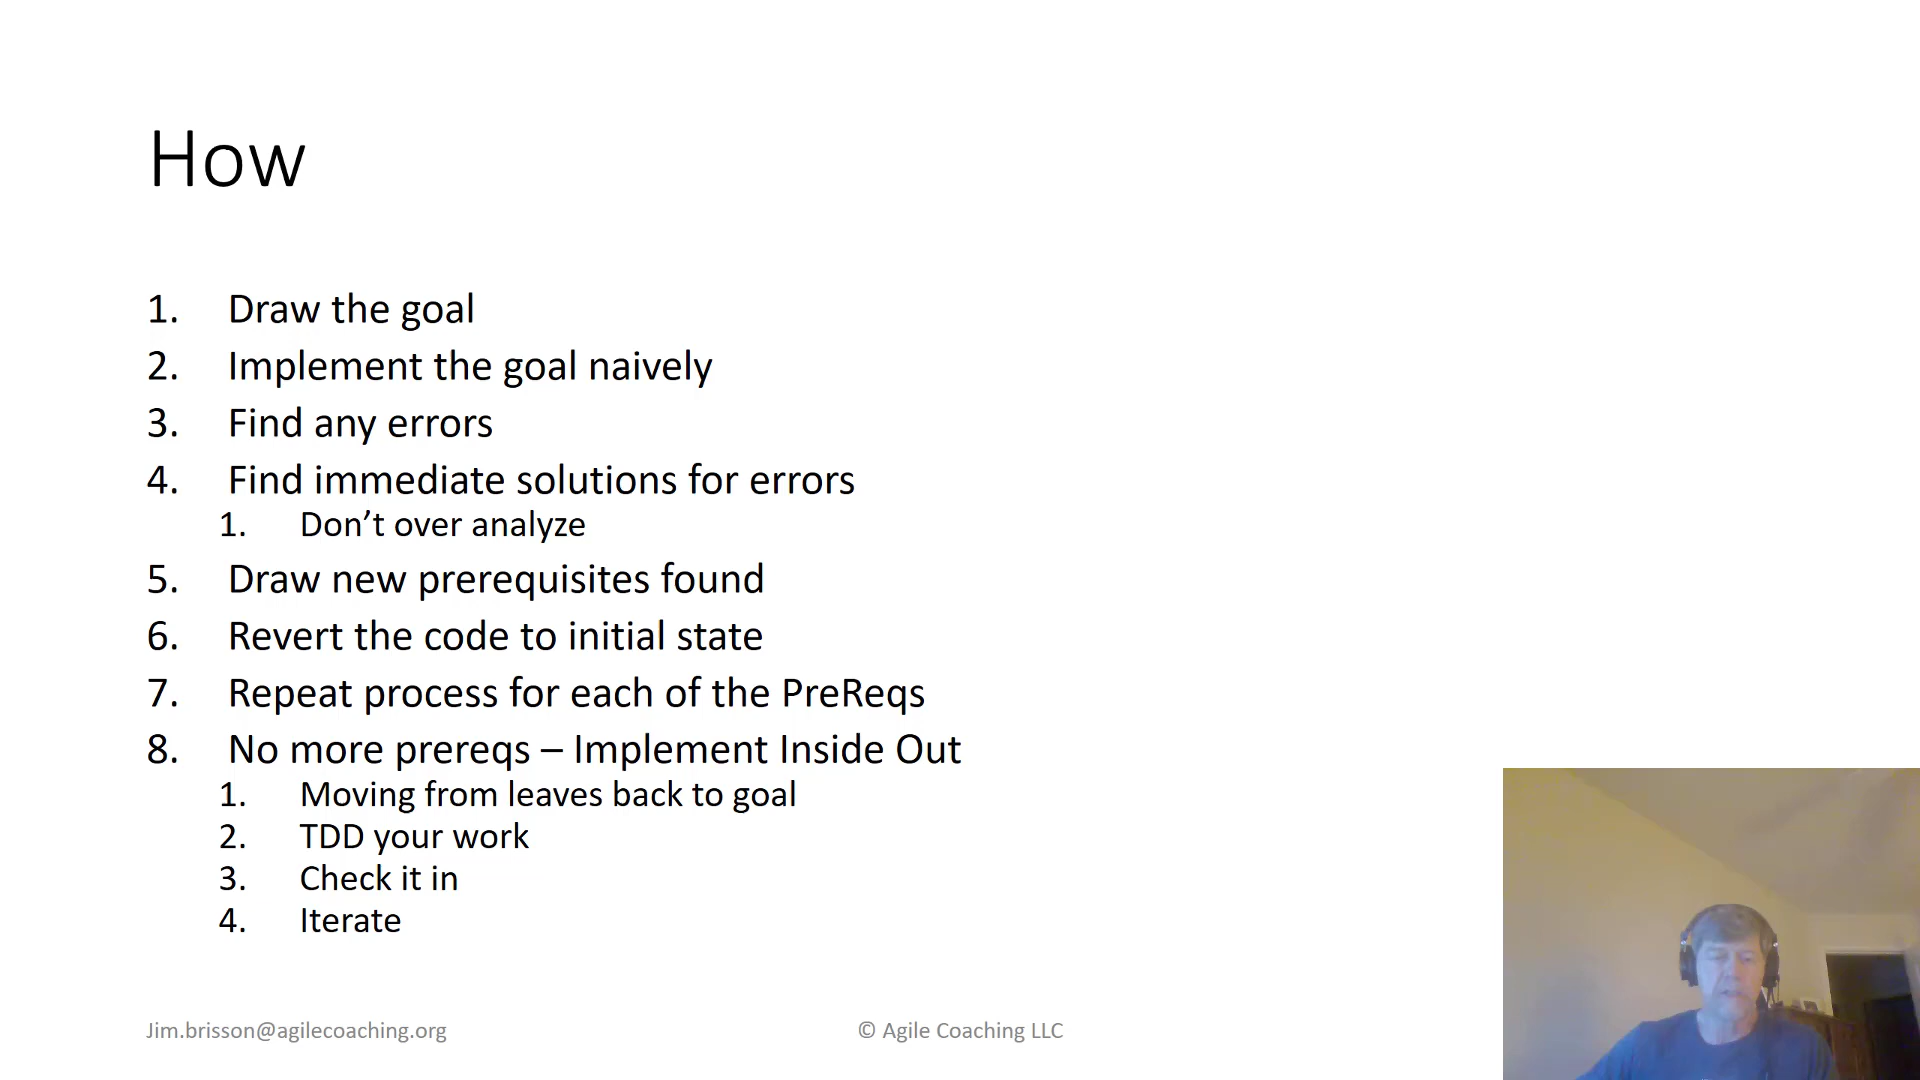 How
1. Draw the goal
2. Implement the goal naively
3. Find any errors
4. Find immediate solutions for errors
1. Don’t over analyze
5. Draw new prerequisites found
6. Revert the code to initial state
7. Repeat process for each of the PreReqs
8. No more prereqs – Implement Inside Out
1. Moving from leaves back to goal
2. TDD your work
3. Check it in
4. Iterate
Jim.brisson@agilecoaching.org
© Agile Coaching LLC